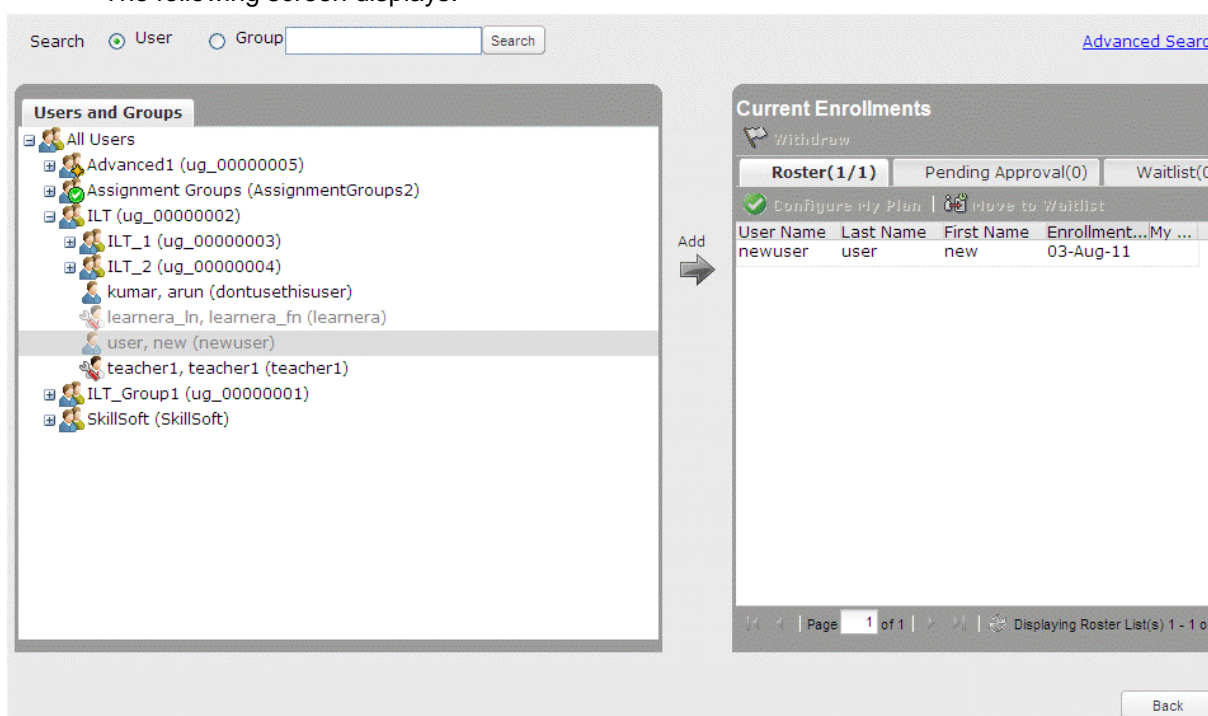 The following screen displays:
Search User Group Search Advanced Searc
Users and Groups
All Users
Advanced1 (ug_00000005)
Assignment Groups (AssignmentGroups2)
ILT (ug_00000002)
ILT_1 (ug_00000003)
ILT_2 (ug_00000004)
kumar, arun (dontusethisuser)
learnera_ln, learnera_fn (learnera)
user, new (newuser)
teacher1, teacher1 (teacher1)
ILT_Group1 (ug_00000001)
SkillSoft (SkillSoft)
Add
Current Enrollments
Withdraw
Roster(1/1) Pending Approval(0) Waitlist(0
Configure My Plan Move to Waitlist
User Name Last Name First Name Enrollment... My ...
newuser user new 03-Aug-11
Page 1 of 1 Displaying Roster List(s) 1 - 1 o
Back